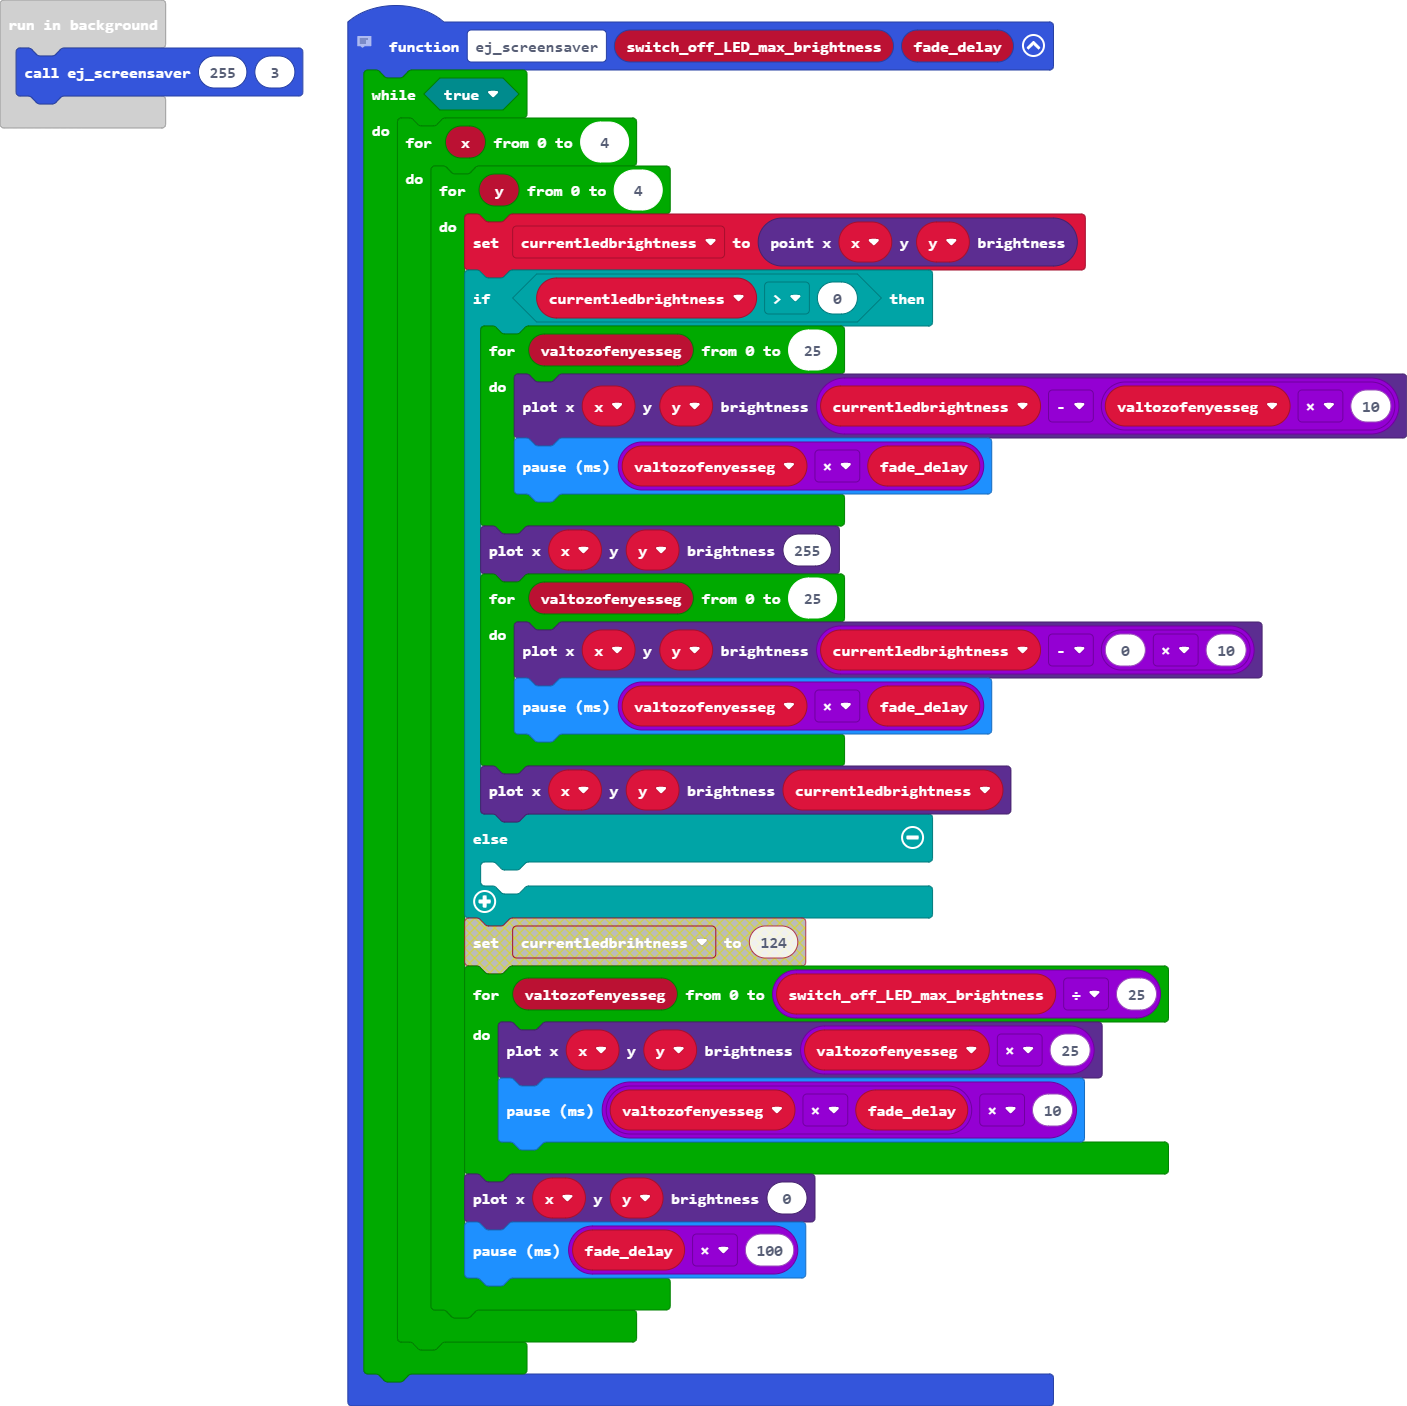 run in background
call ej_screensaver 255 3
function ej_screensaver switch_off_LED_max_brightness fade_delay
while true
do
for x from 0 to 4
do
for y from 0 to 4
do
set currentledbrightness to point x x y y brightness
if currentledbrightness > 0 then
for valtozofenyesseg from 0 to 25
do
plot x x y y brightness currentledbrightness - valtozofenyesseg × 10
pause (ms) valtozofenyesseg × fade_delay
plot x x y y brightness 255
for valtozofenyesseg from 0 to 25
do
plot x x y y brightness currentledbrightness - 0 × 10
pause (ms) valtozofenyesseg × fade_delay
plot x x y y brightness currentledbrightness
else
set currentledbrihtness to 124
for valtozofenyesseg from 0 to switch_off_LED_max_brightness ÷ 25
do
plot x x y y brightness valtozofenyesseg × 25
pause (ms) valtozofenyesseg × fade_delay × 10
plot x x y y brightness 0
pause (ms) fade_delay × 100